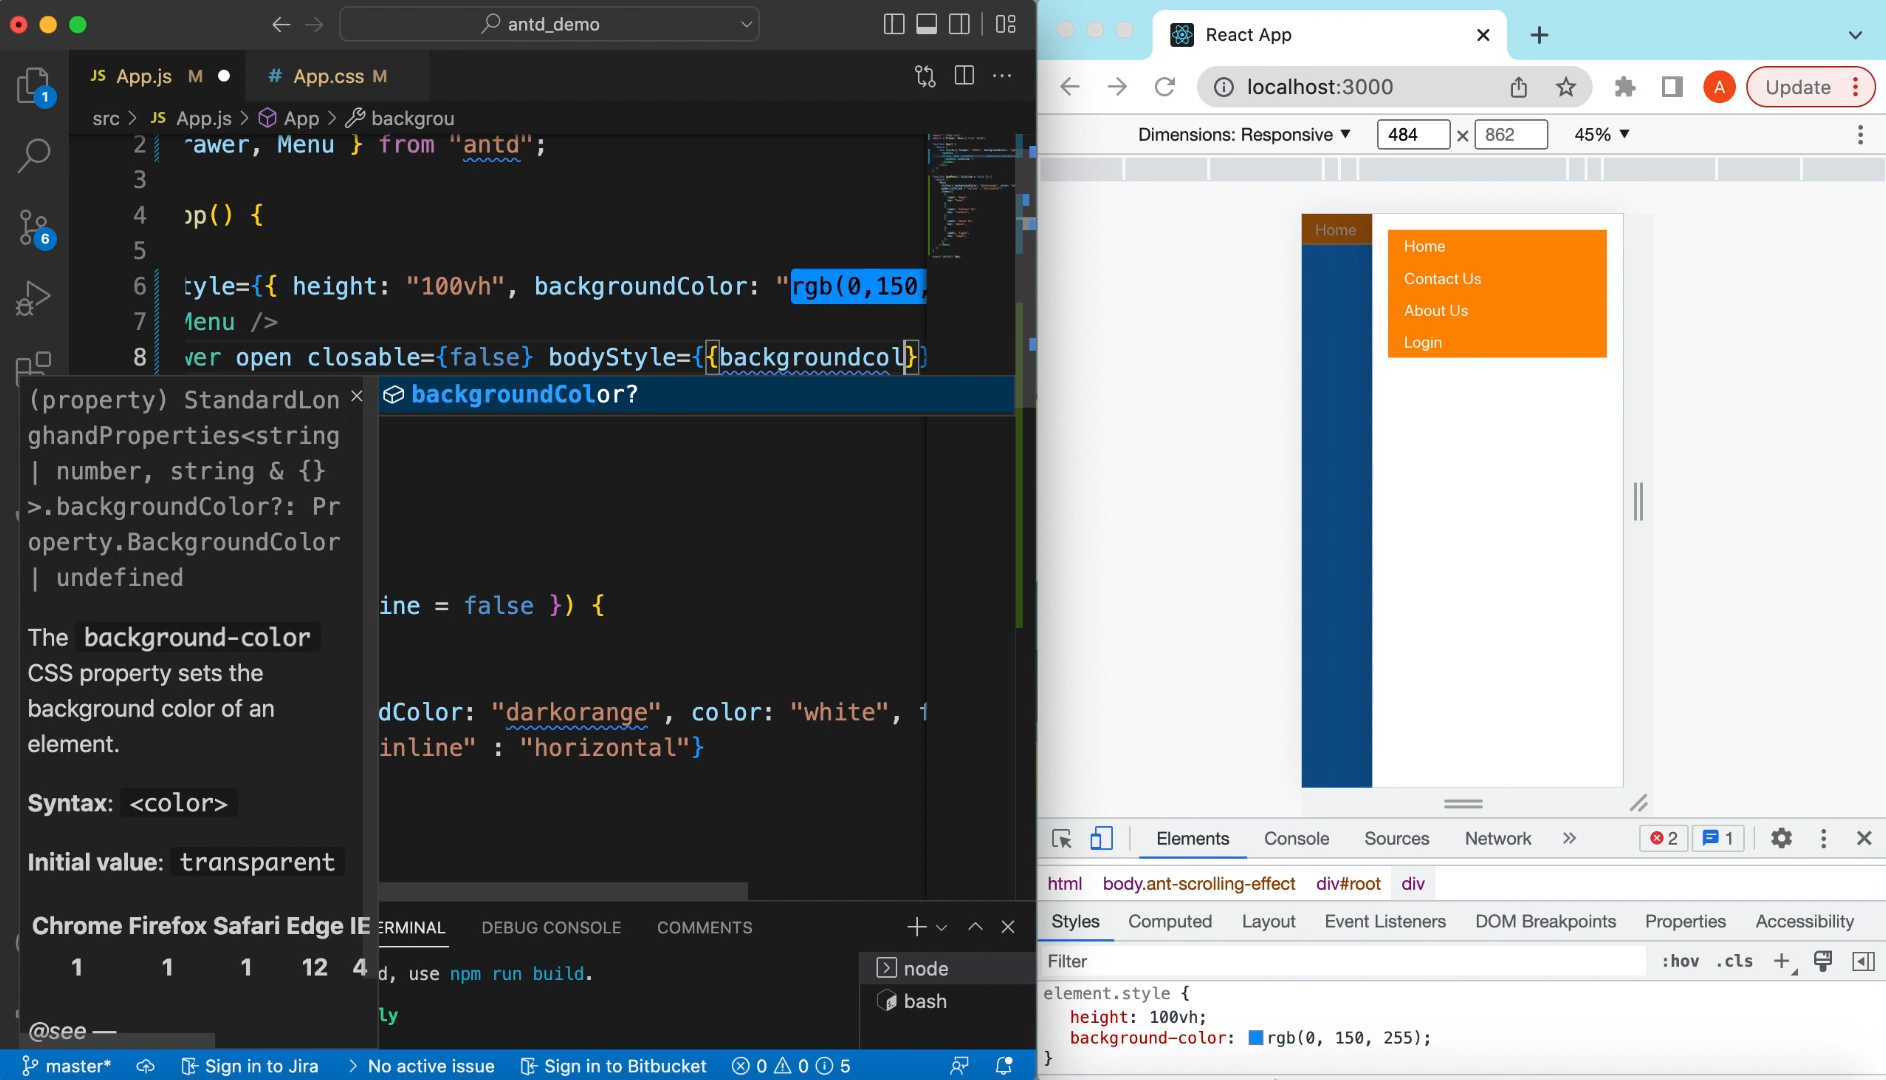 antd_demo
JS App.js M
# App.css M
src > JS App.js > App > backgrou
2 rawer, Menu } from "antd";
3
4 pp() {
5
6 tyle={{ height: "100vh", backgroundColor: "rgb(0,150,
7 Menu />
8 wer open closable={false} bodyStyle={{backgroundcol}}
backgroundColor?
(property) StandardLon
ghandProperties<string
| number, string & {}
>.backgroundColor?: Pr
operty.BackgroundColor
| undefined
The background-color
CSS property sets the
background color of an
element.
Syntax: <color>
Initial value: transparent
Chrome Firefox Safari Edge IE
1 1 1 12 4
@see —
ine = false }) {
dColor: "darkorange", color: "white", f
inline" : "horizontal"}
ERMINAL DEBUG CONSOLE COMMENTS
d, use npm run build.
ly
node
bash
1
6
master* Sign in to Jira > No active issue Sign in to Bitbucket 0 0 5
React App
localhost:3000
A
Update
Dimensions: Responsive ▼ 484 × 862 45% ▼
Home
Home
Contact Us
About Us
Login
Elements Console Sources Network » 2 1
html body.ant-scrolling-effect div#root div
Styles Computed Layout Event Listeners DOM Breakpoints Properties Accessibility
Filter :hov .cls +
element.style {
height: 100vh;
background-color: rgb(0, 150, 255);
}